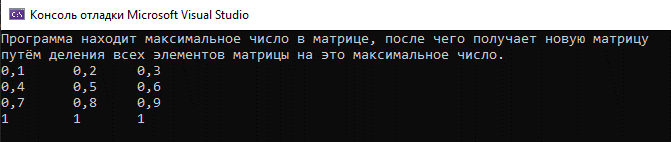 Консоль отладки Microsoft Visual Studio
Программа находит максимальное число в матрице, после чего получает новую матрицу
путём деления всех элементов матрицы на это максимальное число.
0,1 0,2 0,3
0,4 0,5 0,6
0,7 0,8 0,9
1 1 1